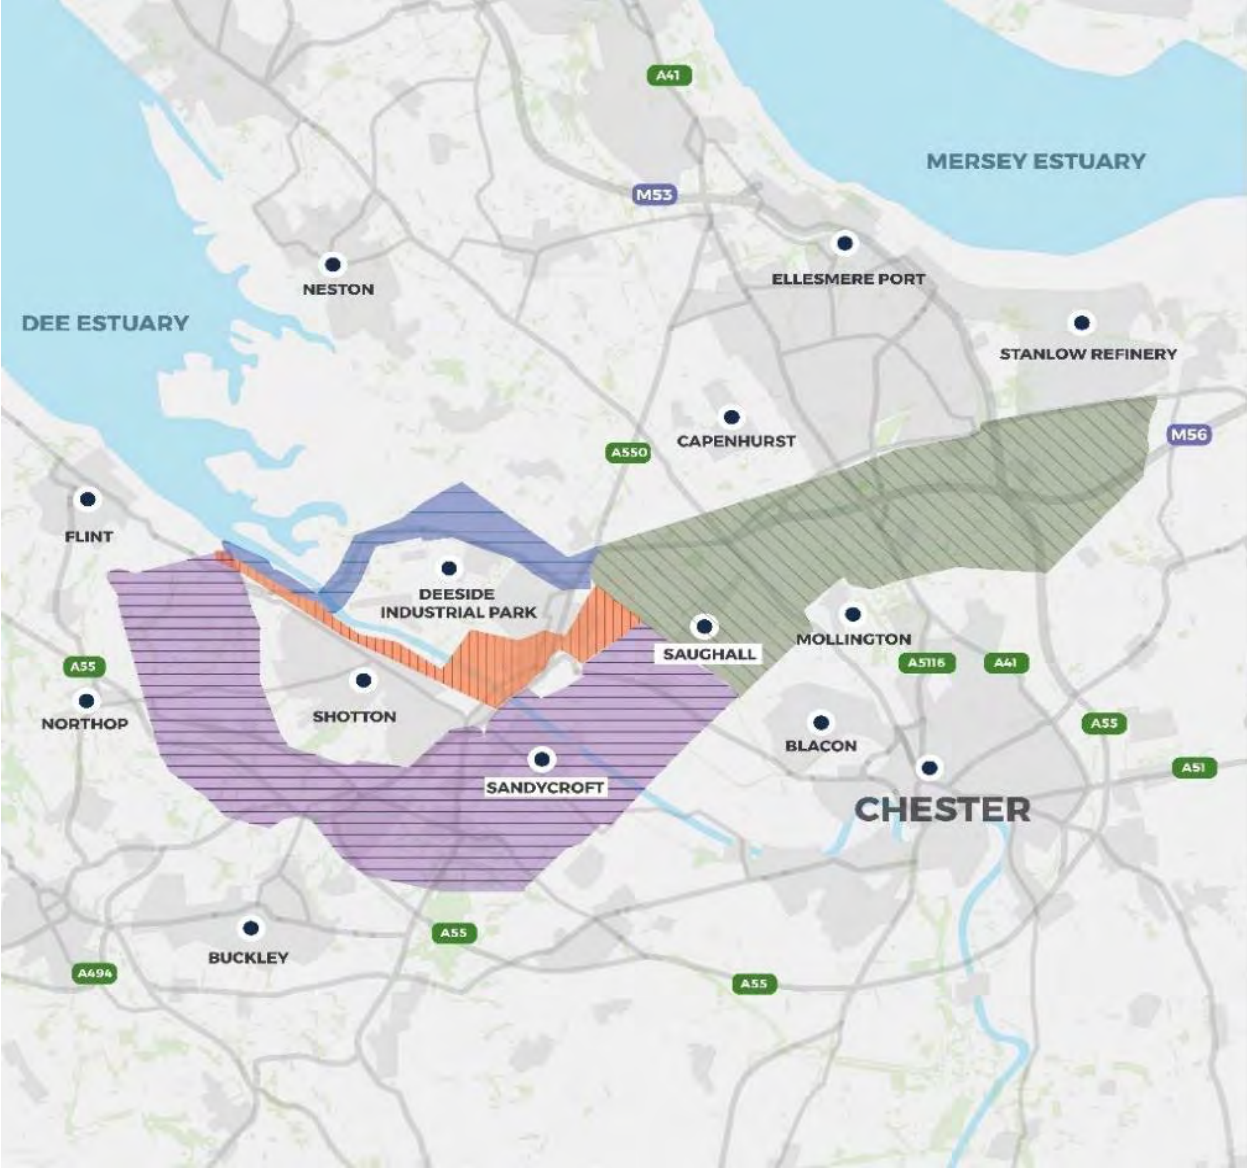 A41
MERSEY ESTUARY
M53
ELLESMERE PORT
NESTON
DEE ESTUARY
STANLOW REFINERY
CAPENHURST
M56
A550
FLINT
DEESIDE
INDUSTRIAL PARK
MOLLINGTON
SAUGHALL
A55
A5116
A41
NORTHOP
SHOTTON
A55
BLACON
A51
SANDYCROFT
CHESTER
A55
BUCKLEY
A494
A55